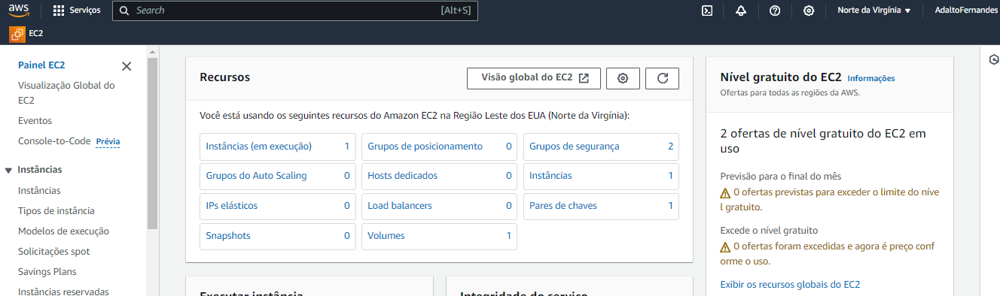 aws
Serviços
Search
[Alt+S]
Norte da Virgínia
AdaltoFernandes
EC2
Painel EC2
Visualização Global do
EC2
Eventos
Console-to-Code Prévia
Instâncias
Instâncias
Tipos de instância
Modelos de execução
Solicitações spot
Savings Plans
Instâncias reservadas
Recursos
Visão global do EC2
Você está usando os seguintes recursos do Amazon EC2 na Região Leste dos EUA (Norte da Virgínia):
Instâncias (em execução) 1
Grupos de posicionamento 0
Grupos de segurança 2
Grupos do Auto Scaling 0
Hosts dedicados 0
Instâncias 1
IPs elásticos 0
Load balancers 0
Pares de chaves 1
Snapshots 0
Volumes 1
Executar instância
Integridade do serviço
Nível gratuito do EC2 Informações
Ofertas para todas as regiões da AWS.
2 ofertas de nível gratuito do EC2 em
uso
Previsão para o final do mês
0 ofertas previstas para exceder o limite do níve
l gratuito.
Excede o nível gratuito
0 ofertas foram excedidas e agora é preço conf
orme o uso.
Exibir os recursos globais do EC2